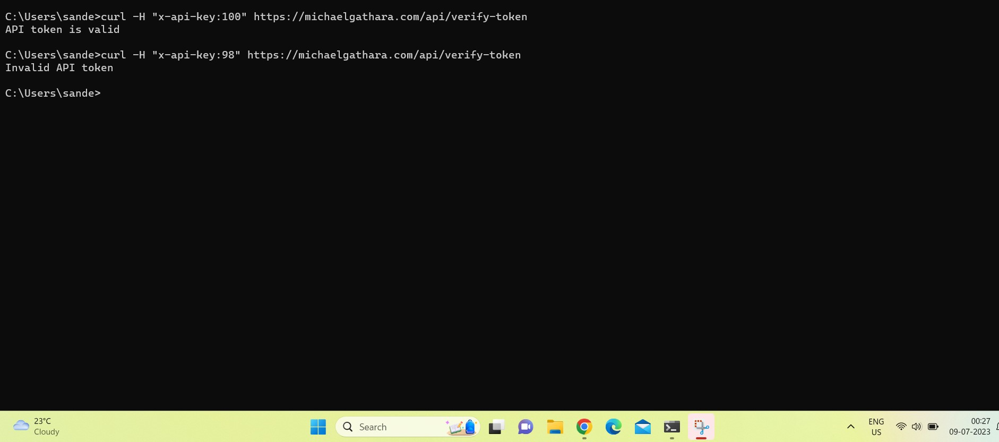 C:\Users\sande>curl -H "x-api-key:100" https://michaelgathara.com/api/verify-token
API token is valid
C:\Users\sande>curl -H "x-api-key:98" https://michaelgathara.com/api/verify-token
Invalid API token
C:\Users\sande>
23°C
Cloudy
Search
ENG
US
00:27
09-07-2023